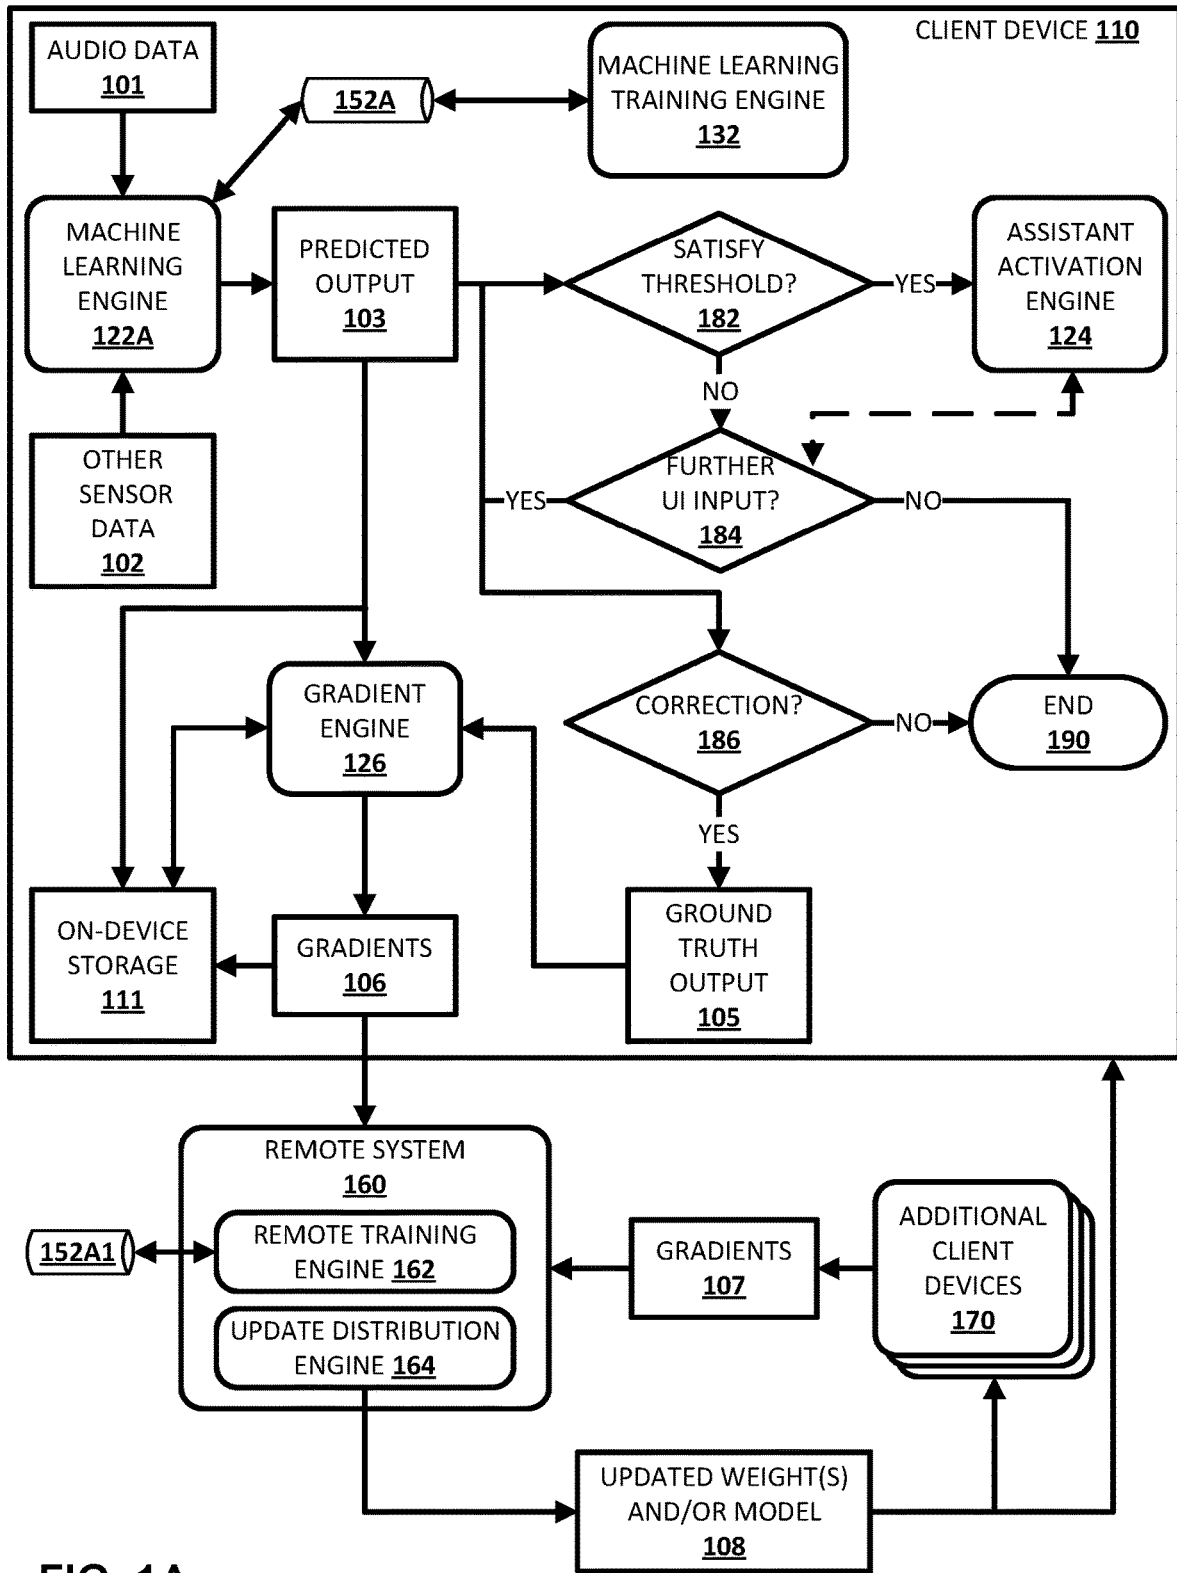 CLIENT DEVICE 110
AUDIO DATA
101
152A
MACHINE LEARNING
TRAINING ENGINE
132
MACHINE
LEARNING
ENGINE
122A
PREDICTED
OUTPUT
103
SATISFY
THRESHOLD?
182
YES
ASSISTANT
ACTIVATION
ENGINE
124
NO
OTHER
SENSOR
DATA
102
YES
FURTHER
UI INPUT?
184
NO
GRADIENT
ENGINE
126
CORRECTION?
186
NO
END
190
YES
ON-DEVICE
STORAGE
111
GRADIENTS
106
GROUND
TRUTH
OUTPUT
105
REMOTE SYSTEM
160
152A1
REMOTE TRAINING
ENGINE 162
UPDATE DISTRIBUTION
ENGINE 164
GRADIENTS
107
ADDITIONAL
CLIENT
DEVICES
170
UPDATED WEIGHT(S)
AND/OR MODEL
108
FIG. 1A